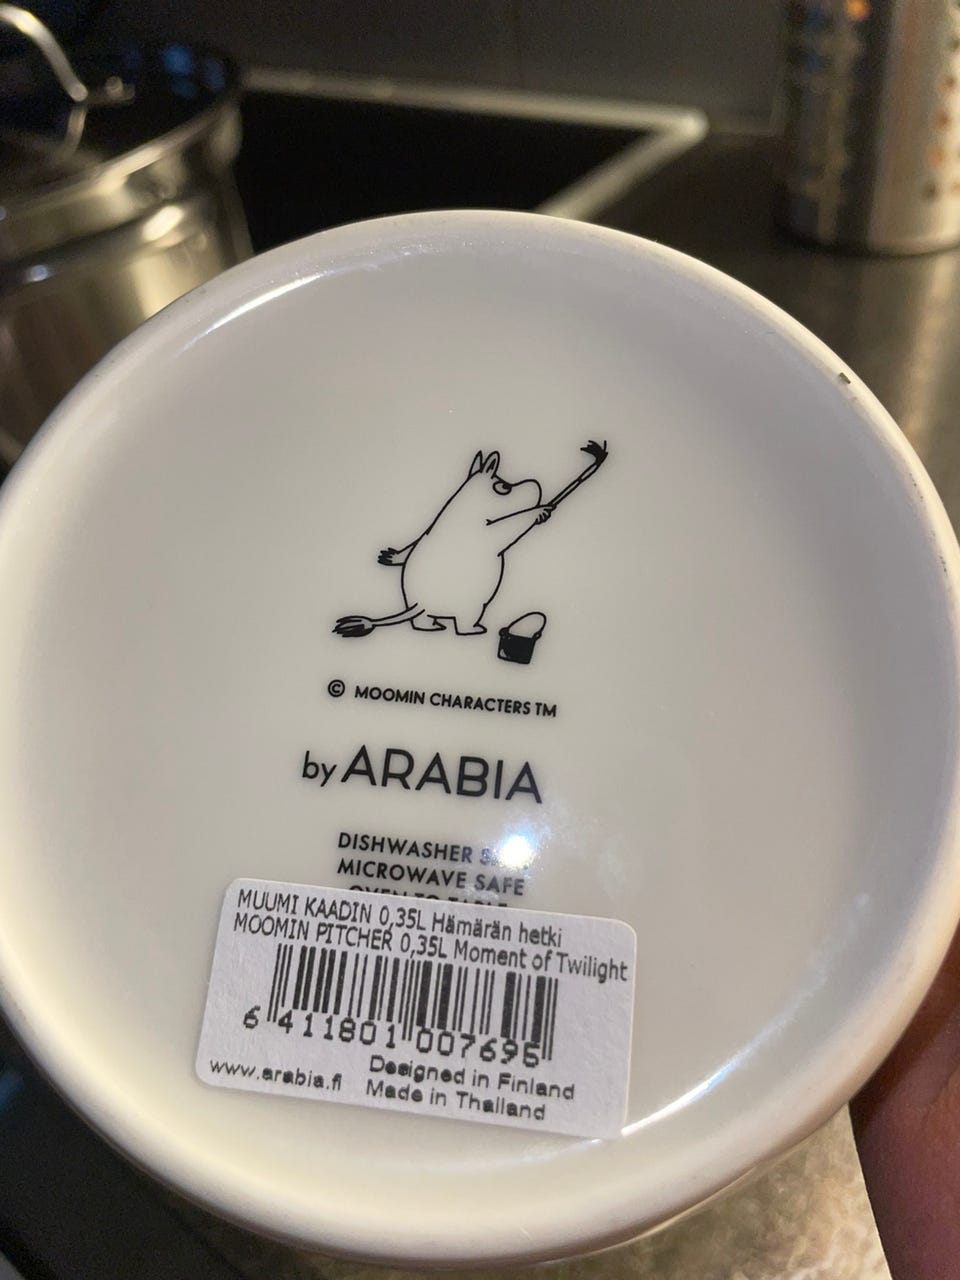 © MOOMIN CHARACTERS TM
by ARABIA
DISHWASHER
MICROWAVE SAFE
MUUMI KAADIN 0,35L Hämärän hetki
MOOMIN PITCHER 0,35L Moment of Twilight
6 411801 007695
Designed in Finland
www.arabia.fi Made in Thailand